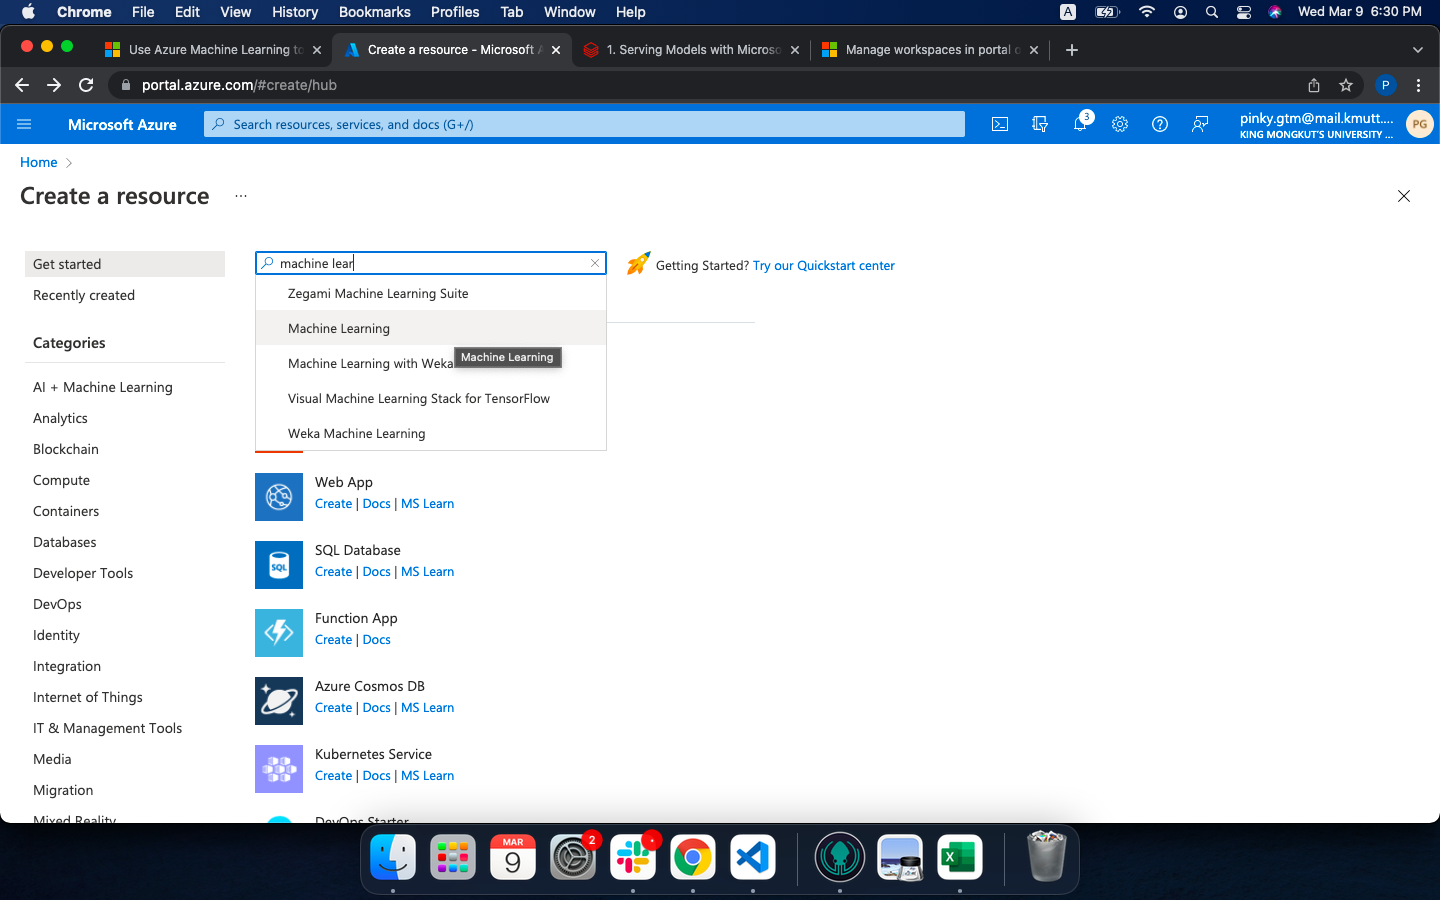 Chrome File Edit View History Bookmarks Profiles Tab Window Help A Wed Mar 9 6:30 PM
Use Azure Machine Learning to
Create a resource - Microsoft A
1. Serving Models with Microso
Manage workspaces in portal o
portal.azure.com/#create/hub
P
Microsoft Azure
Search resources, services, and docs (G+/)
3
pinky.gtm@mail.kmutt....
KING MONGKUT'S UNIVERSITY ...
PG
Home
Create a resource
...
Get started
Recently created
Categories
AI + Machine Learning
Analytics
Blockchain
Compute
Containers
Databases
Developer Tools
DevOps
Identity
Integration
Internet of Things
IT & Management Tools
Media
Migration
Mixed Reality
machine lear
Getting Started? Try our Quickstart center
Zegami Machine Learning Suite
Machine Learning
Machine Learning with Weka
Machine Learning
Visual Machine Learning Stack for TensorFlow
Weka Machine Learning
Web App
Create | Docs | MS Learn
SQL
SQL Database
Create | Docs | MS Learn
Function App
Create | Docs
Azure Cosmos DB
Create | Docs | MS Learn
Kubernetes Service
Create | Docs | MS Learn
DevOps Starter
MAR
9
2
X